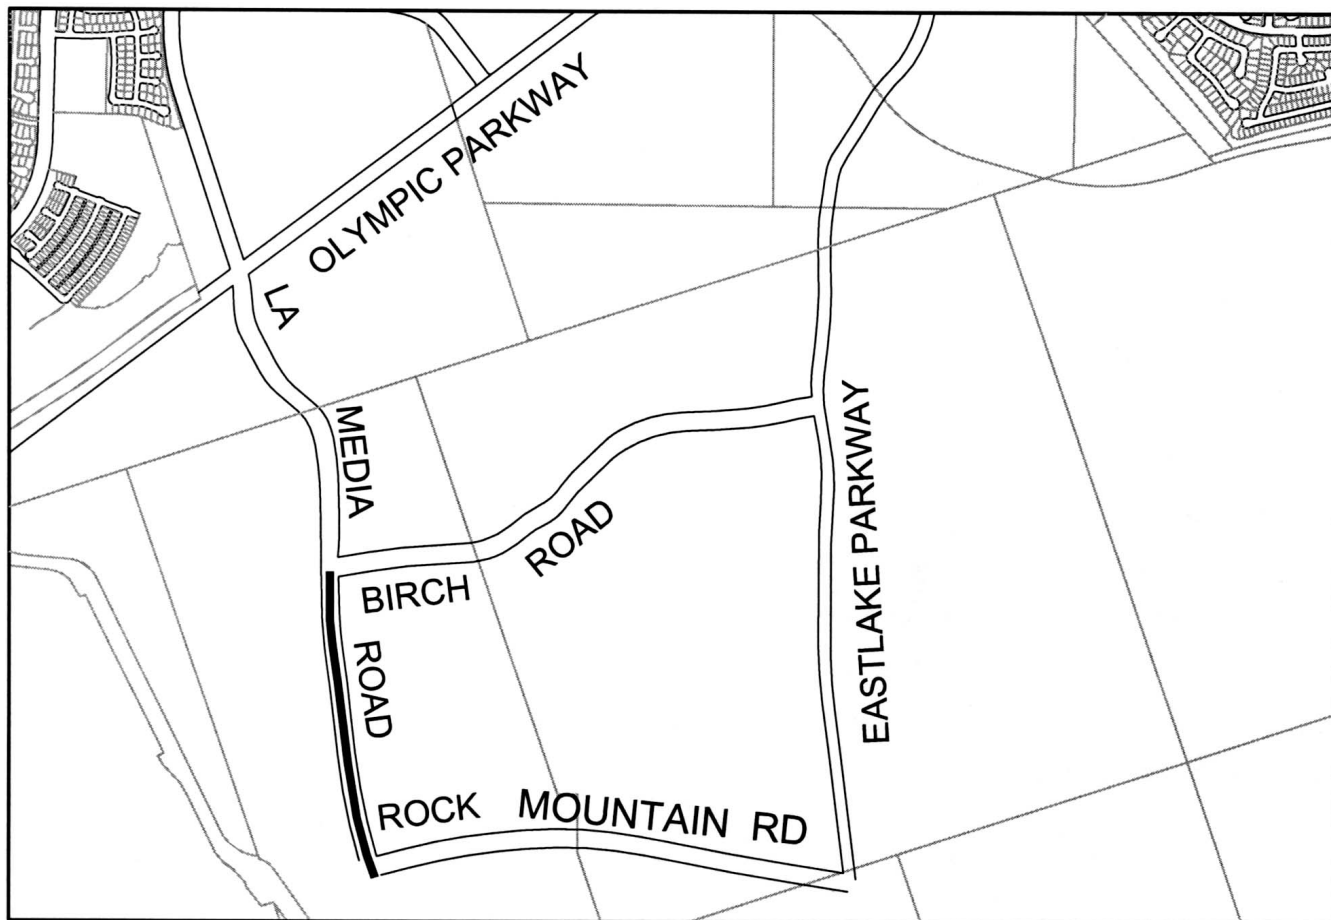 OLYMPIC PARKWAY
LA MEDIA ROAD
BIRCH ROAD
EASTLAKE PARKWAY
ROCK MOUNTAIN RD